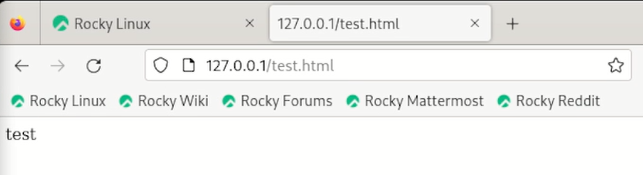 Rocky Linux × 127.0.0.1/test.html × +
127.0.0.1/test.html
Rocky Linux Rocky Wiki Rocky Forums Rocky Mattermost Rocky Reddit
test